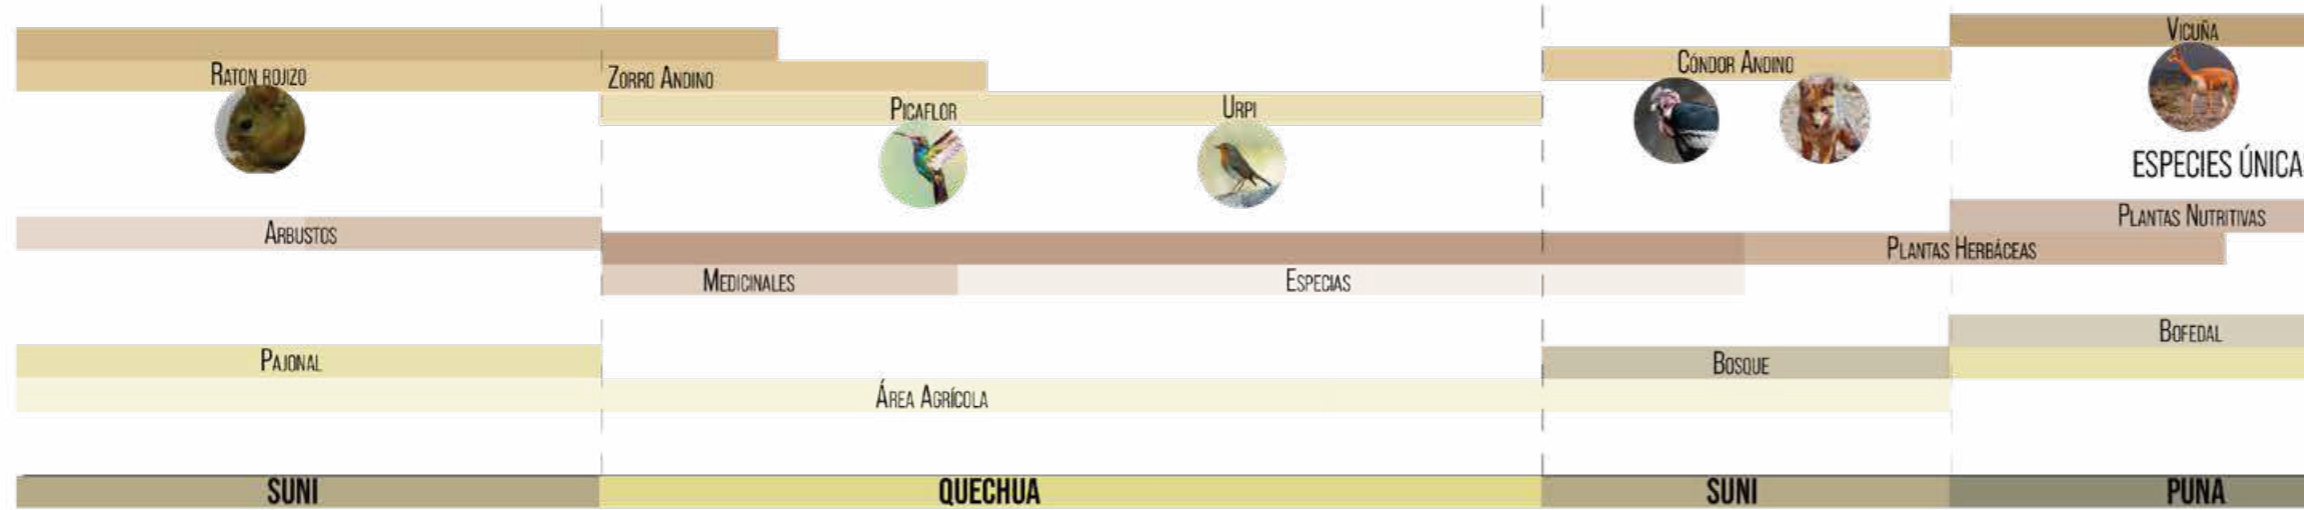 Vicuña
Cóndor Andino
Raton rojizo
Zorro Andino
Picaflor
Urpi
ESPECIES ÚNICA
Plantas Nutritivas
Arbustos
Plantas Herbáceas
Medicinales
Especias
Bofedal
Pajonal
Bosque
Área Agrícola
SUNI
QUECHUA
SUNI
PUNA